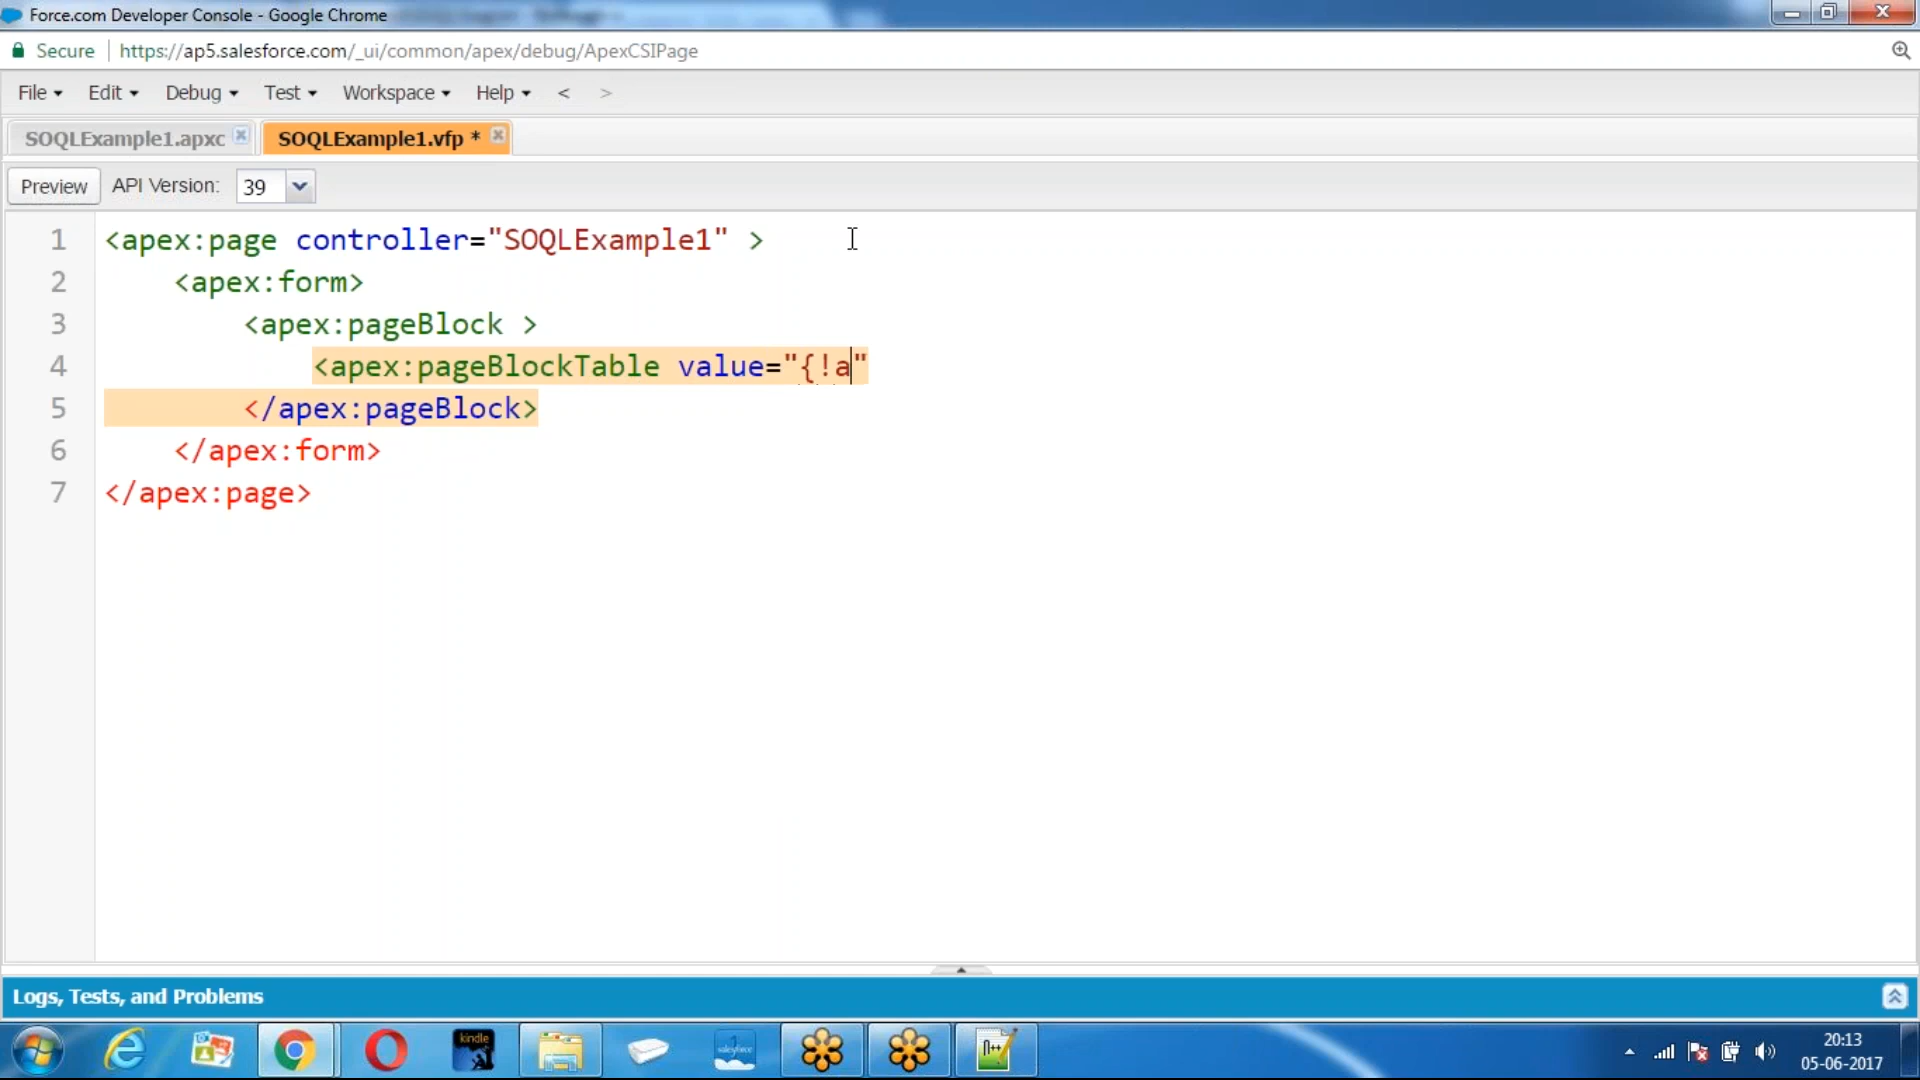 Force.com Developer Console - Google Chrome
Secure https://ap5.salesforce.com/_ui/common/apex/debug/ApexCSIPage
File Edit Debug Test Workspace Help < >
SOQLExample1.apxc SOQLExample1.vfp *
Preview API Version: 39
1 <apex:page controller="SOQLExample1" >
2 <apex:form>
3 <apex:pageBlock >
4 <apex:pageBlockTable value="{!a"
5 </apex:pageBlock>
6 </apex:form>
7 </apex:page>
Logs, Tests, and Problems
kindle
salesforce
n++
20:13
05-06-2017